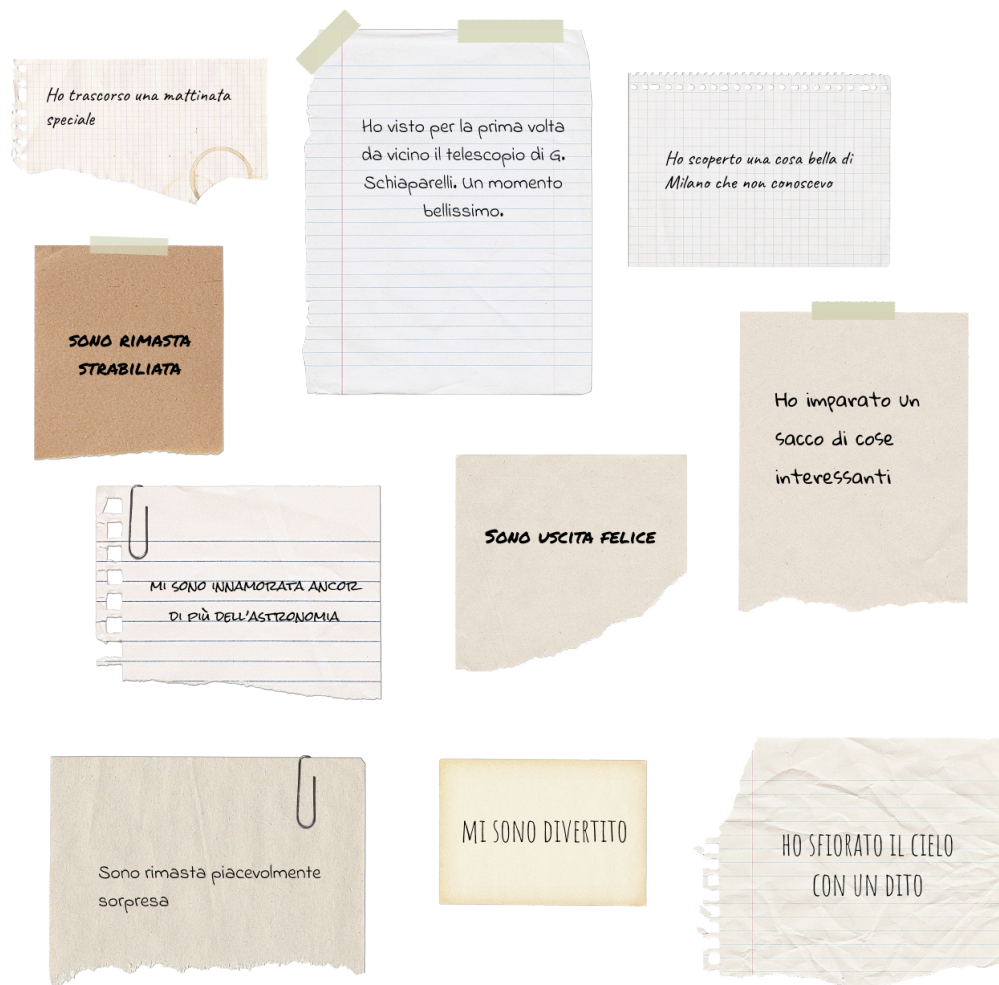 Ho trascorso una mattinata
speciale
Ho visto per la prima volta
da vicino il telescopio di G.
Schiaparelli. Un momento
bellissimo.
Ho scoperto una cosa bella di
Milano che non conoscevo
SONO RIMASTA
STRABILIATA
Ho imparato un
sacco di cose
interessanti
SONO USCITA FELICE
MI SONO INNAMORATA ANCOR
DI PIÙ DELL'ASTRONOMIA
Sono rimasta piacevolmente
sorpresa
MI SONO DIVERTITO
HO SFIORATO IL CIELO
CON UN DITO